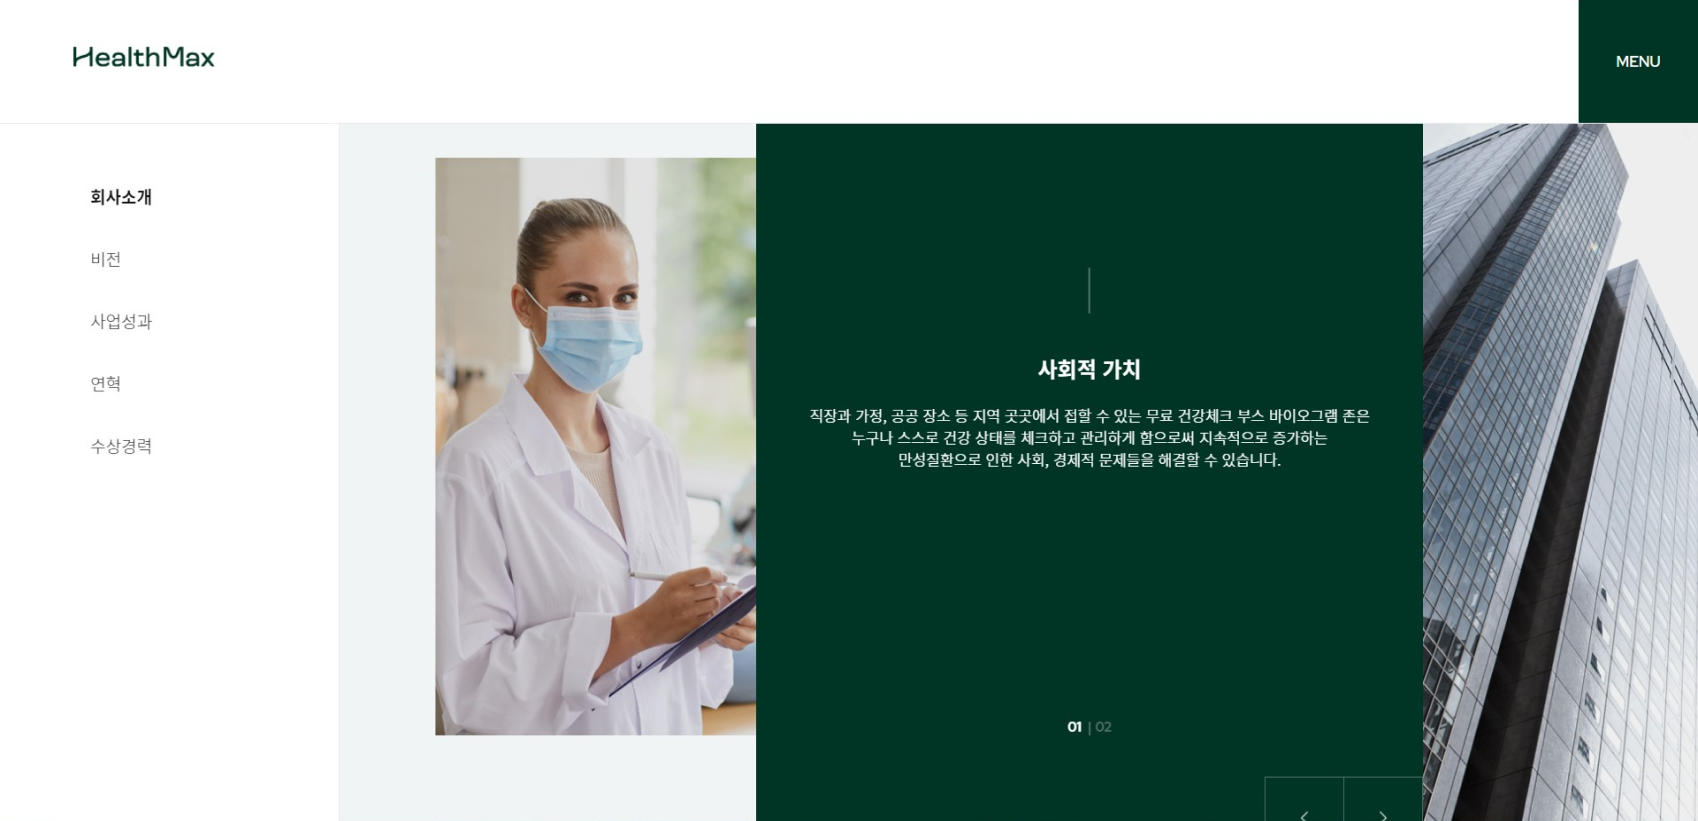 HealthMax
MENU
회사소개
비전
사업성과
연혁
수상경력
사회적 가치
직장과 가정, 공공 장소 등 지역 곳곳에서 접할 수 있는 무료 건강체크 부스 바이오그램 존은
누구나 스스로 건강 상태를 체크하고 관리하게 함으로써 지속적으로 증가하는
만성질환으로 인한 사회, 경제적 문제들을 해결할 수 있습니다.
01 | 02